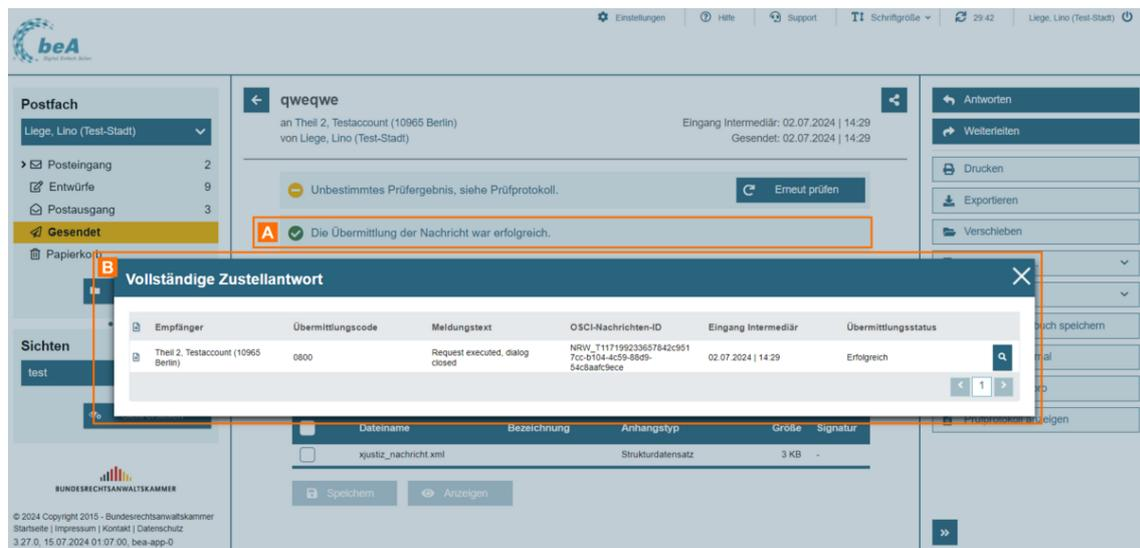 Einstellungen Hilfe Support Schriftgröße 29:42 Liege, Lino (Test-Stadt)
beA
Digital. Einfach. Sicher.
Postfach
Liege, Lino (Test-Stadt)
Posteingang 2
Entwürfe 9
Postausgang 3
Gesendet
Papierkorb
Sichten
test
BUNDESRECHTSANWALTSKAMMER
© 2024 Copyright 2015 - Bundesrechtsanwaltskammer
Startseite | Impressum | Kontakt | Datenschutz
3.27.0, 15.07.2024 01:07:00, bea-app-0
qweqwe
an Theil 2, Testaccount (10965 Berlin) Eingang Intermediär: 02.07.2024 | 14:29
von Liege, Lino (Test-Stadt) Gesendet: 02.07.2024 | 14:29
Unbestimmtes Prüfergebnis, siehe Prüfprotokoll. Erneut prüfen
A Die Übermittlung der Nachricht war erfolgreich.
B
Vollständige Zustellantwort
Empfänger Übermittlungscode Meldungstext OSCI-Nachrichten-ID Eingang Intermediär Übermittlungsstatus
Theil 2, Testaccount (10965 Berlin) 0800 Request executed, dialog closed NRW_T117199233657842c9517cc-b104-4c59-88d9-54c8aafc9ece 02.07.2024 | 14:29 Erfolgreich
1
Dateiname Bezeichnung Anhangstyp Größe Signatur
xjustiz_nachricht.xml Strukturdatensatz 3 KB -
Speichern Anzeigen
Antworten
Weiterleiten
Drucken
Exportieren
Verschieben
speichern
Prüfprotokoll anzeigen